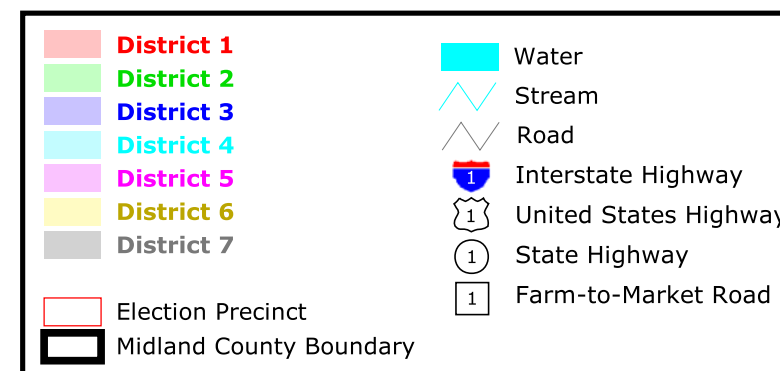 District 1
District 2
District 3
District 4
District 5
District 6
District 7
Election Precinct
Midland County Boundary
Water
Stream
Road
1 Interstate Highway
1 United States Highway
1 State Highway
1 Farm-to-Market Road